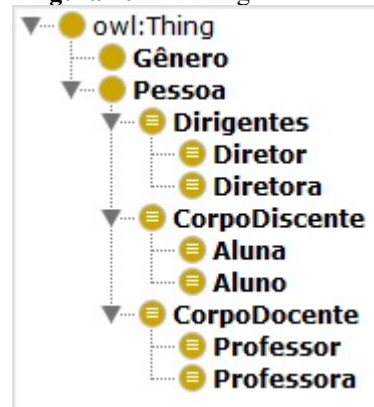 owl:Thing
Gênero
Pessoa
Dirigentes
Diretor
Diretora
CorpoDiscente
Aluna
Aluno
CorpoDocente
Professor
Professora